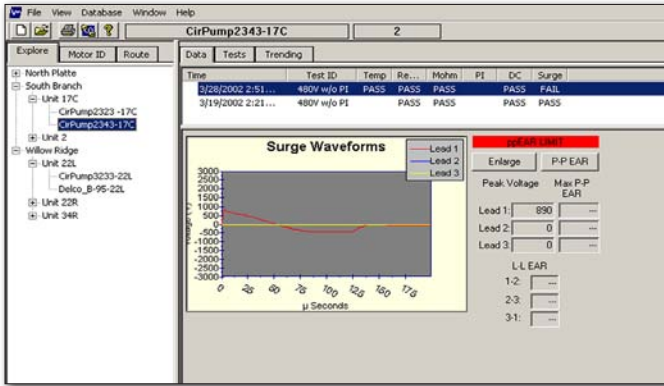 File View Database Window Help
CirPump2343-17C 2
Explore Motor ID Route
North Platte
South Branch
Unit 17C
CirPump2323 -17C
CirPump2343-17C
Unit 2
Willow Ridge
Unit 22L
CirPump3233-22L
Delco_B-95-22L
Unit 22R
Unit 34R
Data Tests Trending
Time Test ID Temp Re... Mohm PI DC Surge
3/28/2002 2:51... 480V w/o PI PASS PASS PASS PASS FAIL
3/19/2002 2:21... 480V w/o PI PASS PASS PASS PASS
Surge Waveforms
Lead 1
Lead 2
Lead 3
3000
2500
2000
1500
1000
500
0
-500
-1000
-1500
-2000
-2500
-3000
Voltage (V)
0 25 50 75 100 125 150 175
µ Seconds
ppEAR LIMIT
Enlarge P-P EAR
Peak Voltage Max P-P EAR
Lead 1: 890 ---
Lead 2: 0 ---
Lead 3: 0 ---
L-L EAR
1-2: ---
2-3: ---
3-1: ---